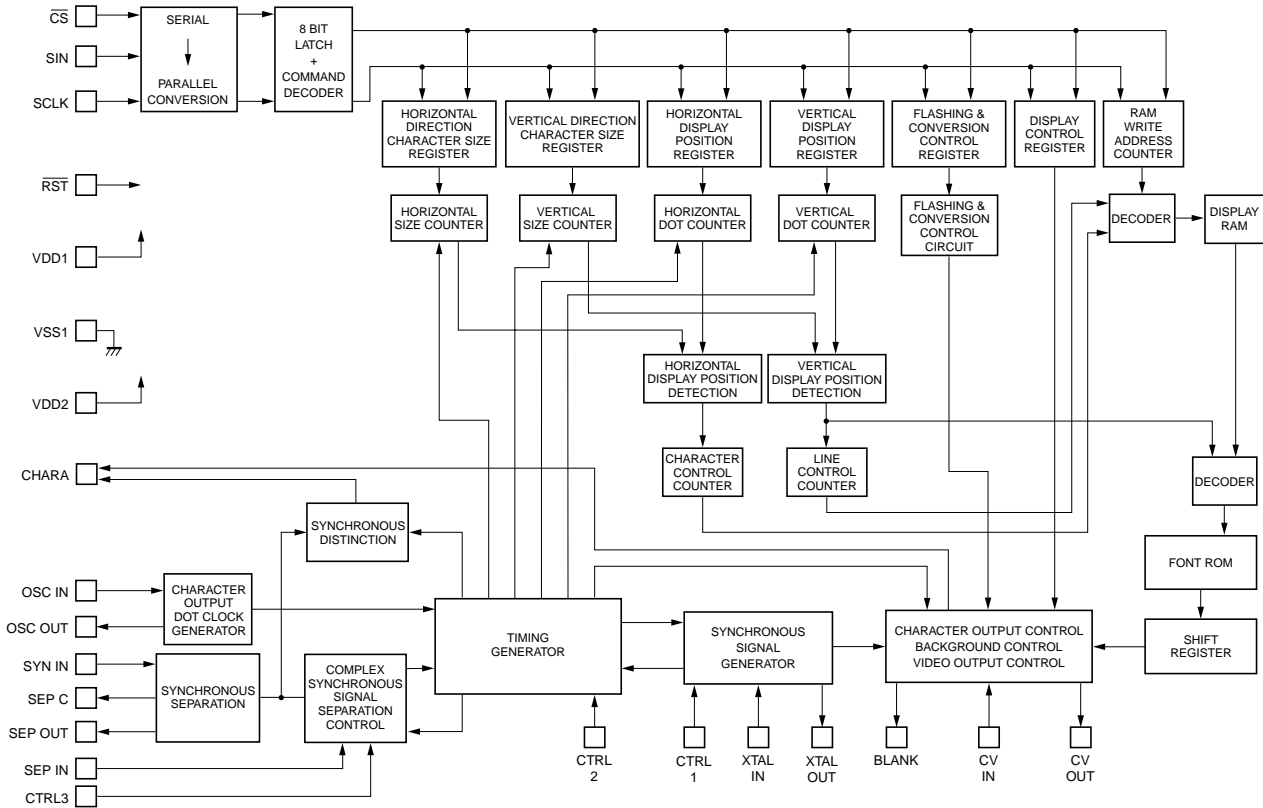 CS
SIN
SCLK
SERIAL
PARALLEL
CONVERSION
8 BIT
LATCH
+
COMMAND
DECODER
HORIZONTAL
DIRECTION
CHARACTER SIZE
REGISTER
VERTICAL DIRECTION
CHARACTER SIZE
REGISTER
HORIZONTAL
DISPLAY
POSITION
REGISTER
VERTICAL
DISPLAY
POSITION
REGISTER
FLASHING &
CONVERSION
CONTROL
REGISTER
DISPLAY
CONTROL
REGISTER
RAM
WRITE
ADDRESS
COUNTER
RST
VDD1
VSS1
VDD2
HORIZONTAL
SIZE COUNTER
VERTICAL
SIZE COUNTER
HORIZONTAL
DOT COUNTER
VERTICAL
DOT COUNTER
FLASHING &
CONVERSION
CONTROL
CIRCUIT
DECODER
DISPLAY
RAM
HORIZONTAL
DISPLAY POSITION
DETECTION
VERTICAL
DISPLAY POSITION
DETECTION
CHARA
CHARACTER
CONTROL
COUNTER
LINE
CONTROL
COUNTER
DECODER
SYNCHRONOUS
DISTINCTION
FONT ROM
OSC IN
OSC OUT
CHARACTER
OUTPUT
DOT CLOCK
GENERATOR
TIMING
GENERATOR
SYNCHRONOUS
SIGNAL
GENERATOR
CHARACTER OUTPUT CONTROL
BACKGROUND CONTROL
VIDEO OUTPUT CONTROL
SHIFT
REGISTER
SYN IN
SEP C
SEP OUT
SYNCHRONOUS
SEPARATION
COMPLEX
SYNCHRONOUS
SIGNAL
SEPARATION
CONTROL
SEP IN
CTRL3
CTRL
2
CTRL
1
XTAL
IN
XTAL
OUT
BLANK
CV
IN
CV
OUT